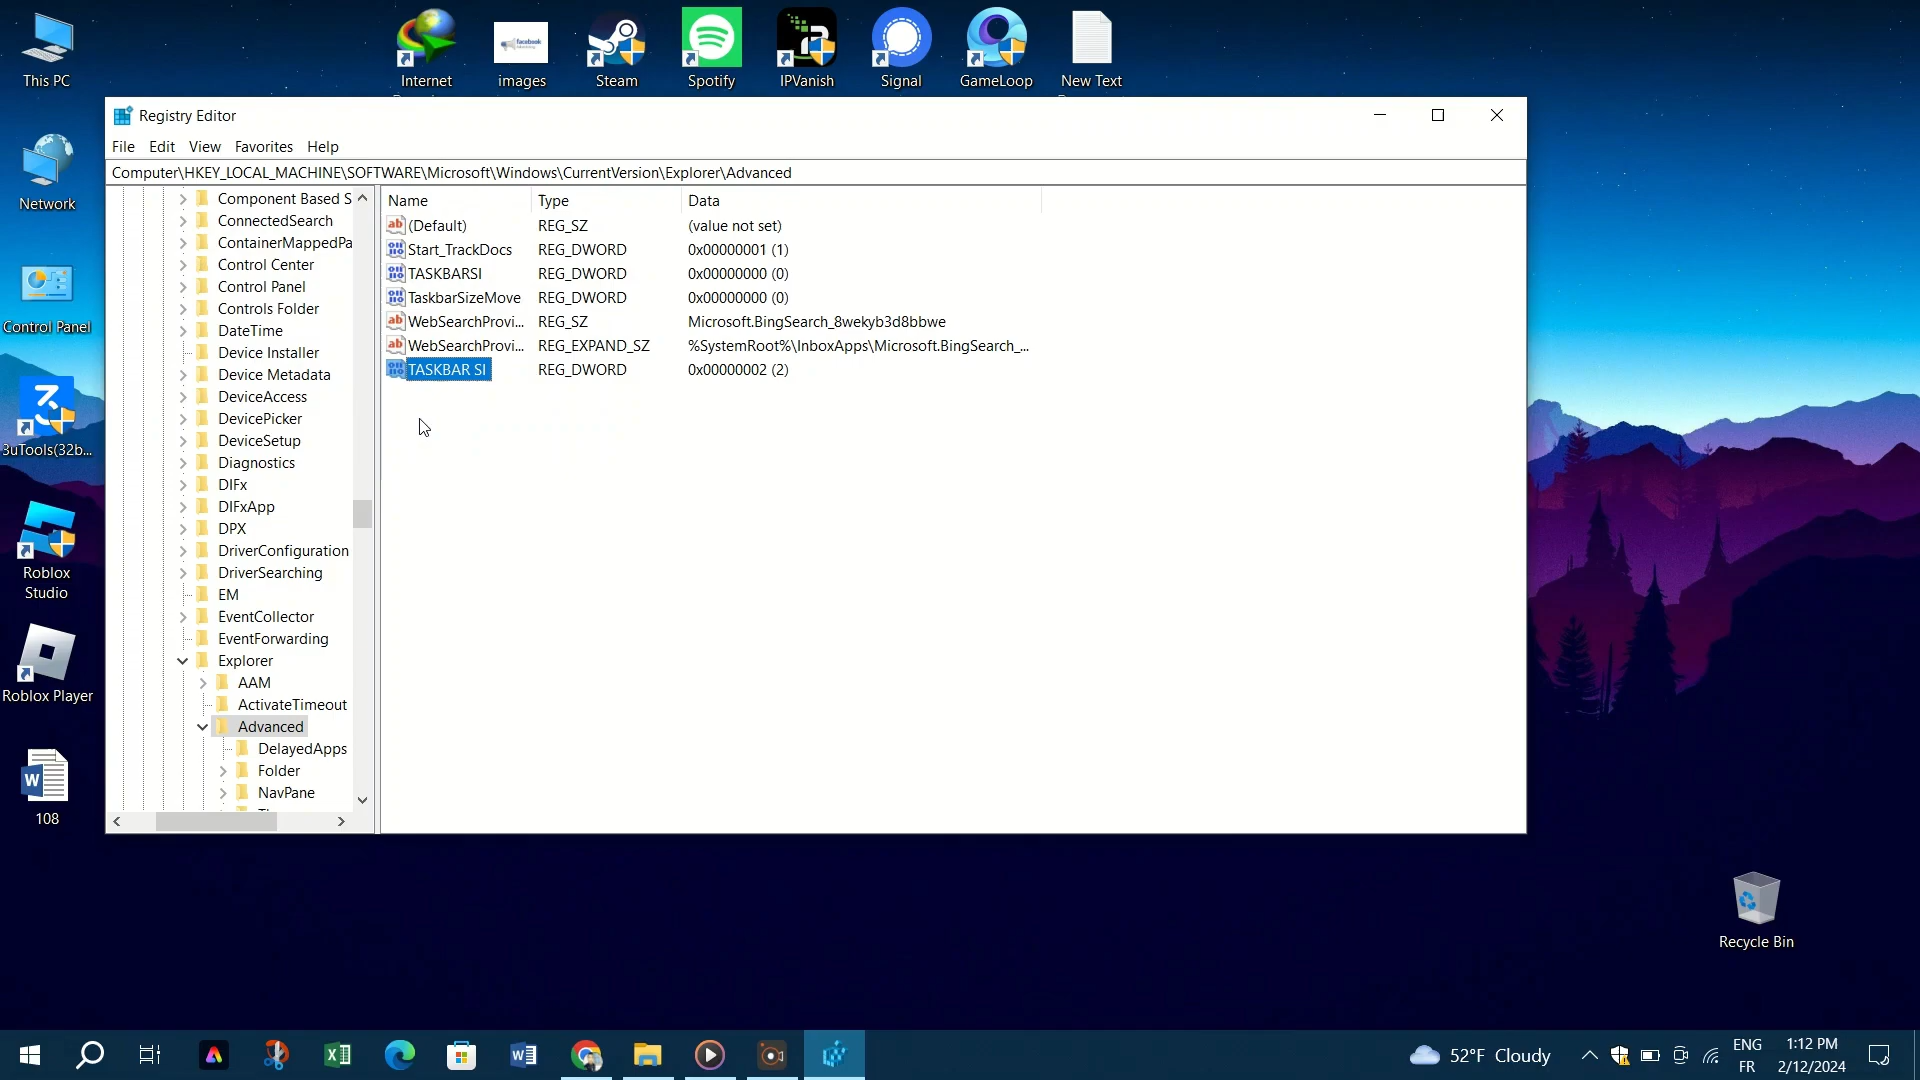 This PC
Internet
images
facebook
Steam
Spotify
IPVanish
Signal
GameLoop
New Text
Registry Editor
File Edit View Favorites Help
Computer\HKEY_LOCAL_MACHINE\SOFTWARE\Microsoft\Windows\CurrentVersion\Explorer\Advanced
Name Type Data
(Default) REG_SZ (value not set)
Start_TrackDocs REG_DWORD 0x00000001 (1)
TASKBARSI REG_DWORD 0x00000000 (0)
TaskbarSizeMove REG_DWORD 0x00000000 (0)
WebSearchProvi... REG_SZ Microsoft.BingSearch_8wekyb3d8bbwe
WebSearchProvi... REG_EXPAND_SZ %SystemRoot%\InboxApps\Microsoft.BingSearch_...
TASKBAR SI REG_DWORD 0x00000002 (2)
Component Based S
ConnectedSearch
ContainerMappedPa
Control Center
Control Panel
Controls Folder
DateTime
Device Installer
Device Metadata
DeviceAccess
DevicePicker
DeviceSetup
Diagnostics
DIFx
DIFxApp
DPX
DriverConfiguration
DriverSearching
EM
EventCollector
EventForwarding
Explorer
AAM
ActivateTimeout
Advanced
DelayedApps
Folder
NavPane
Network
Control Panel
3uTools(32b...
Roblox
Studio
Roblox Player
108
Recycle Bin
52°F Cloudy
ENG
FR
1:12 PM
2/12/2024